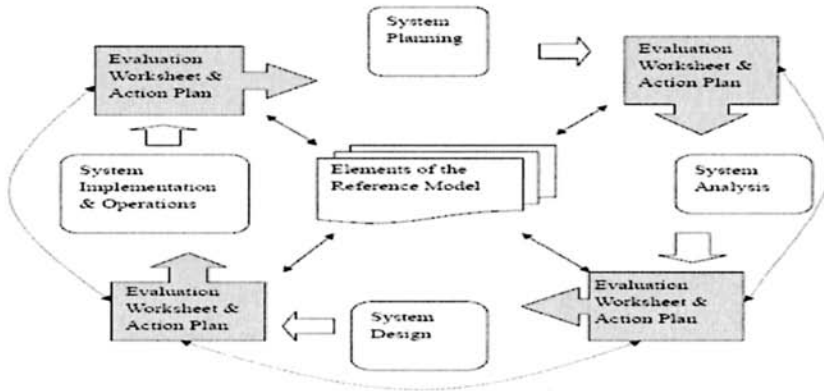 System
Planning
Evaluation
Worksheet &
Action Plan
Evaluation
Worksheet &
Action Plan
Elements of the
Reference Model
System
Implementation
& Operations
System
Analysis
Evaluation
Worksheet &
Action Plan
System
Design
Evaluation
Worksheet &
Action Plan